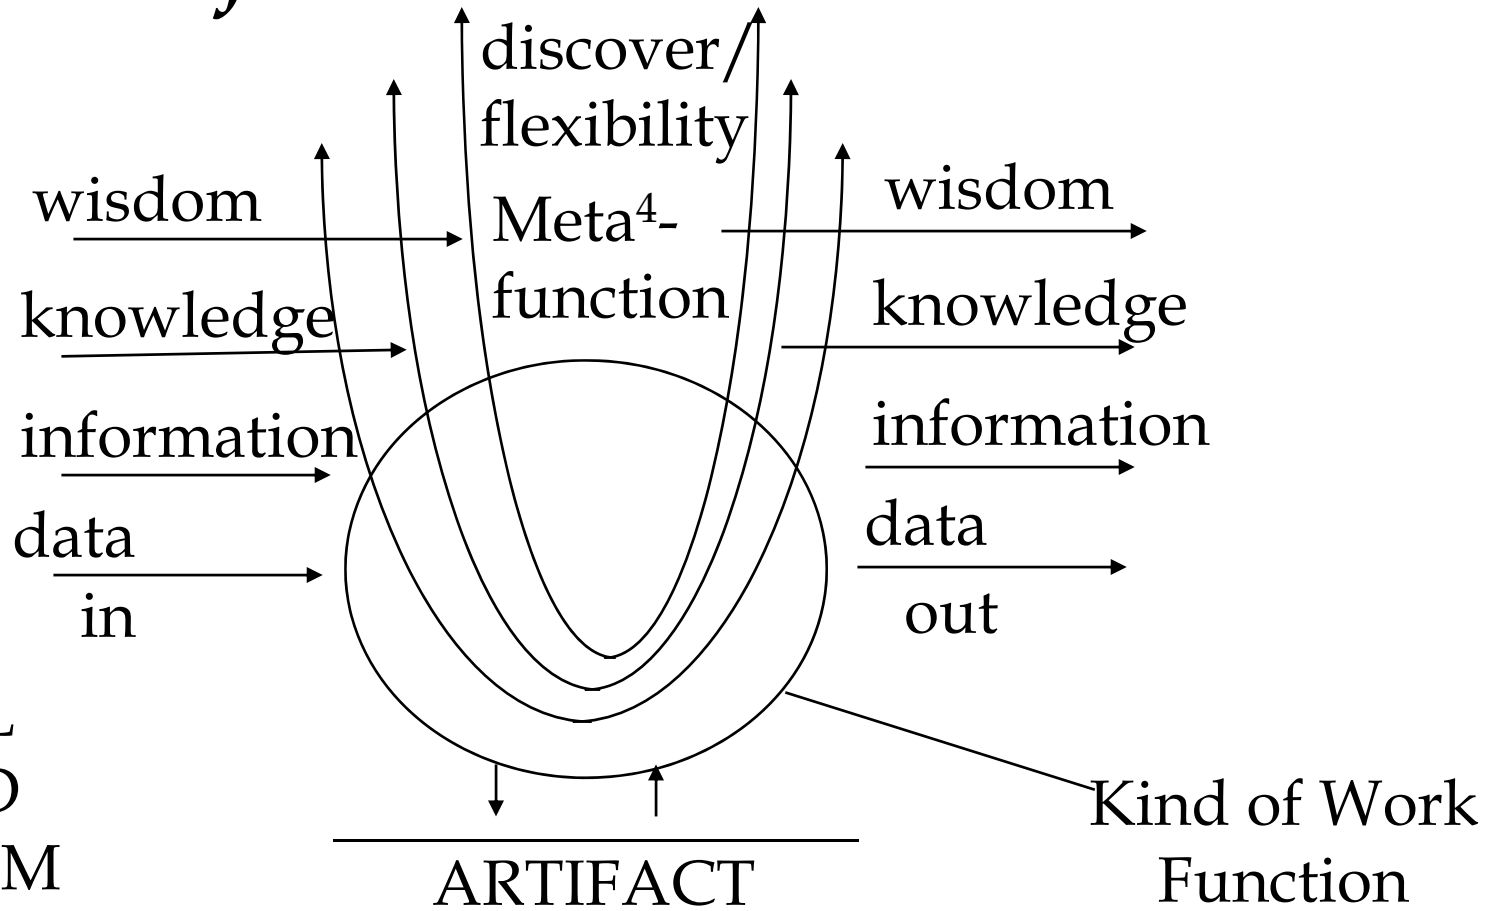 discover/
flexibility
Meta⁴-
function
wisdom
knowledge
information
data
in
wisdom
knowledge
information
data
out
Kind of Work
Function
ARTIFACT
M